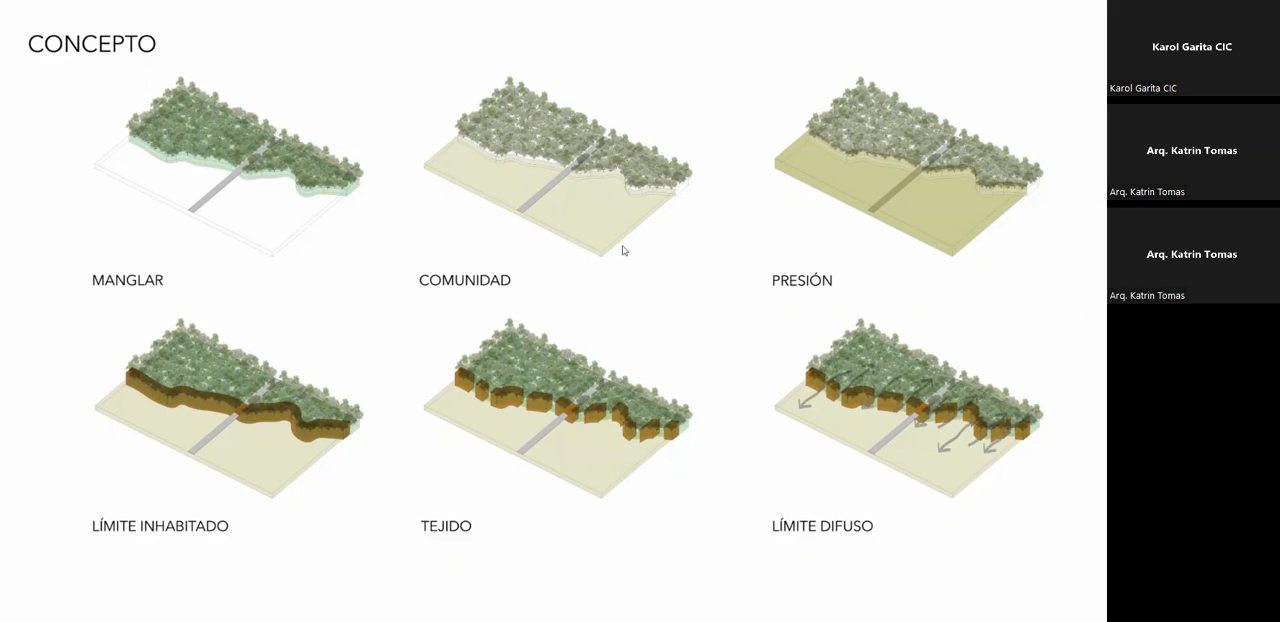 CONCEPTO
MANGLAR
COMUNIDAD
PRESIÓN
LÍMITE INHABITADO
TEJIDO
LÍMITE DIFUSO
Karol Garita CIC
Karol Garita CIC
Arq. Katrin Tomas
Arq. Katrin Tomas
Arq. Katrin Tomas
Arq. Katrin Tomas